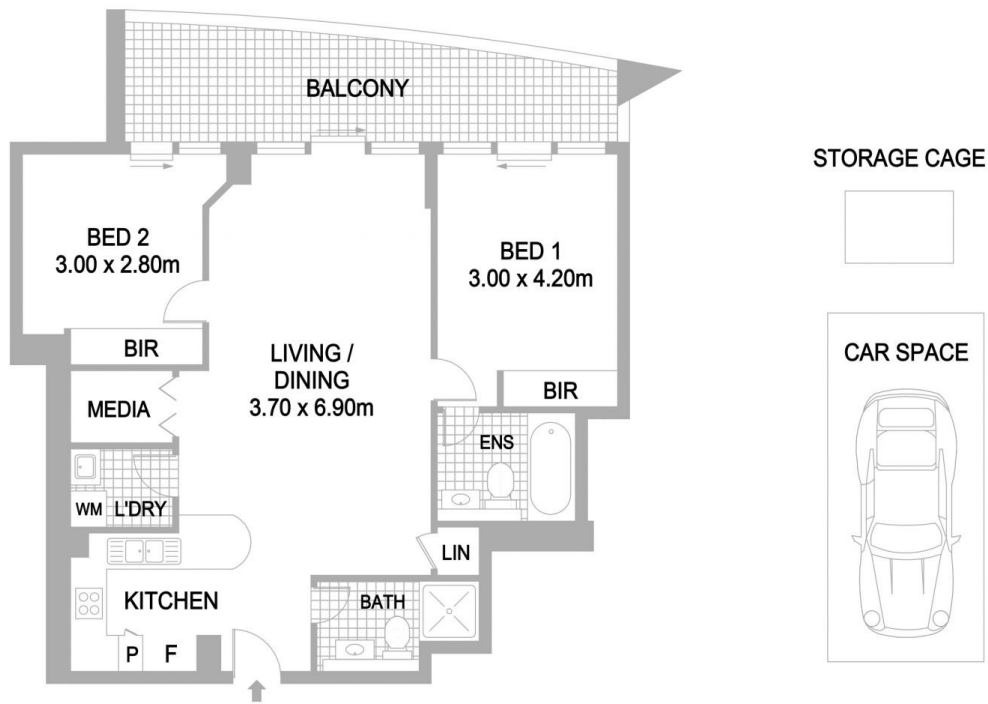 BALCONY
STORAGE CAGE
BED 2
3.00 x 2.80m
BED 1
3.00 x 4.20m
BIR
LIVING /
DINING
3.70 x 6.90m
CAR SPACE
BIR
MEDIA
ENS
WM
L'DRY
LIN
KITCHEN
BATH
P
F